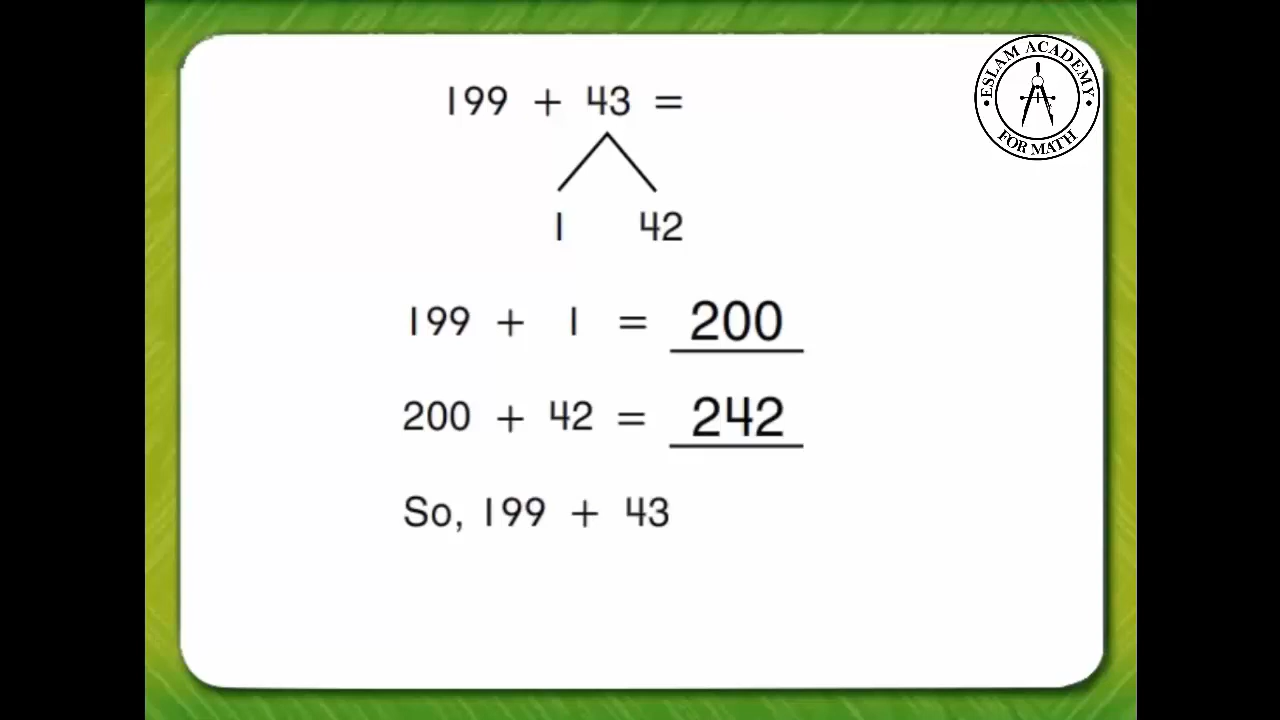 199 + 43 =
1 42
199 + 1 = 200
200 + 42 = 242
So, 199 + 43
ESLAM ACADEMY
FOR MATH